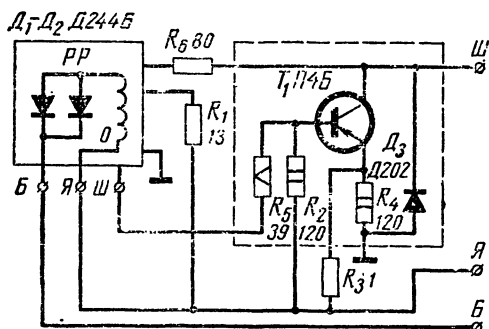 Д₁-Д₂ Д244Б
РР
О
R₆ 80
R₁
13
T₁ П4Б
Ш
Д₃
Д202
Б Я Ш
R₅
39
R₂
120
R₄
120
R₃ 1
Я
Б